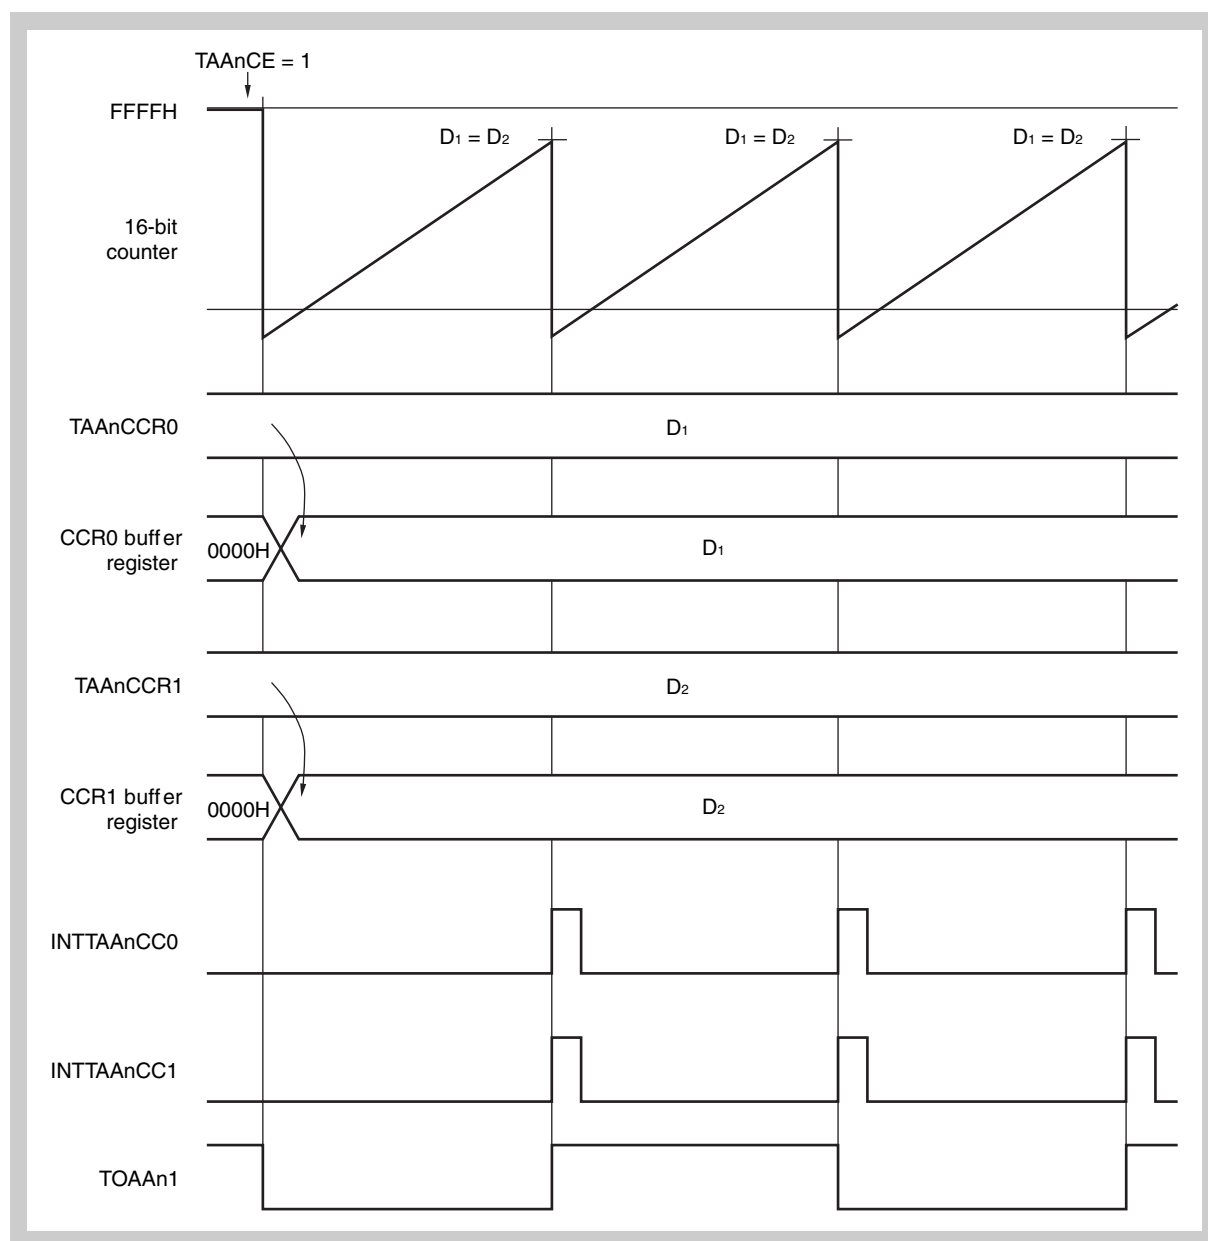 TAAnCE = 1
FFFFH
D1 = D2
D1 = D2
D1 = D2
16-bit
counter
TAAnCCR0
D1
CCR0 buffer
register
0000H
D1
TAAnCCR1
D2
CCR1 buffer
register
0000H
D2
INTTAAnCC0
INTTAAnCC1
TOAAn1